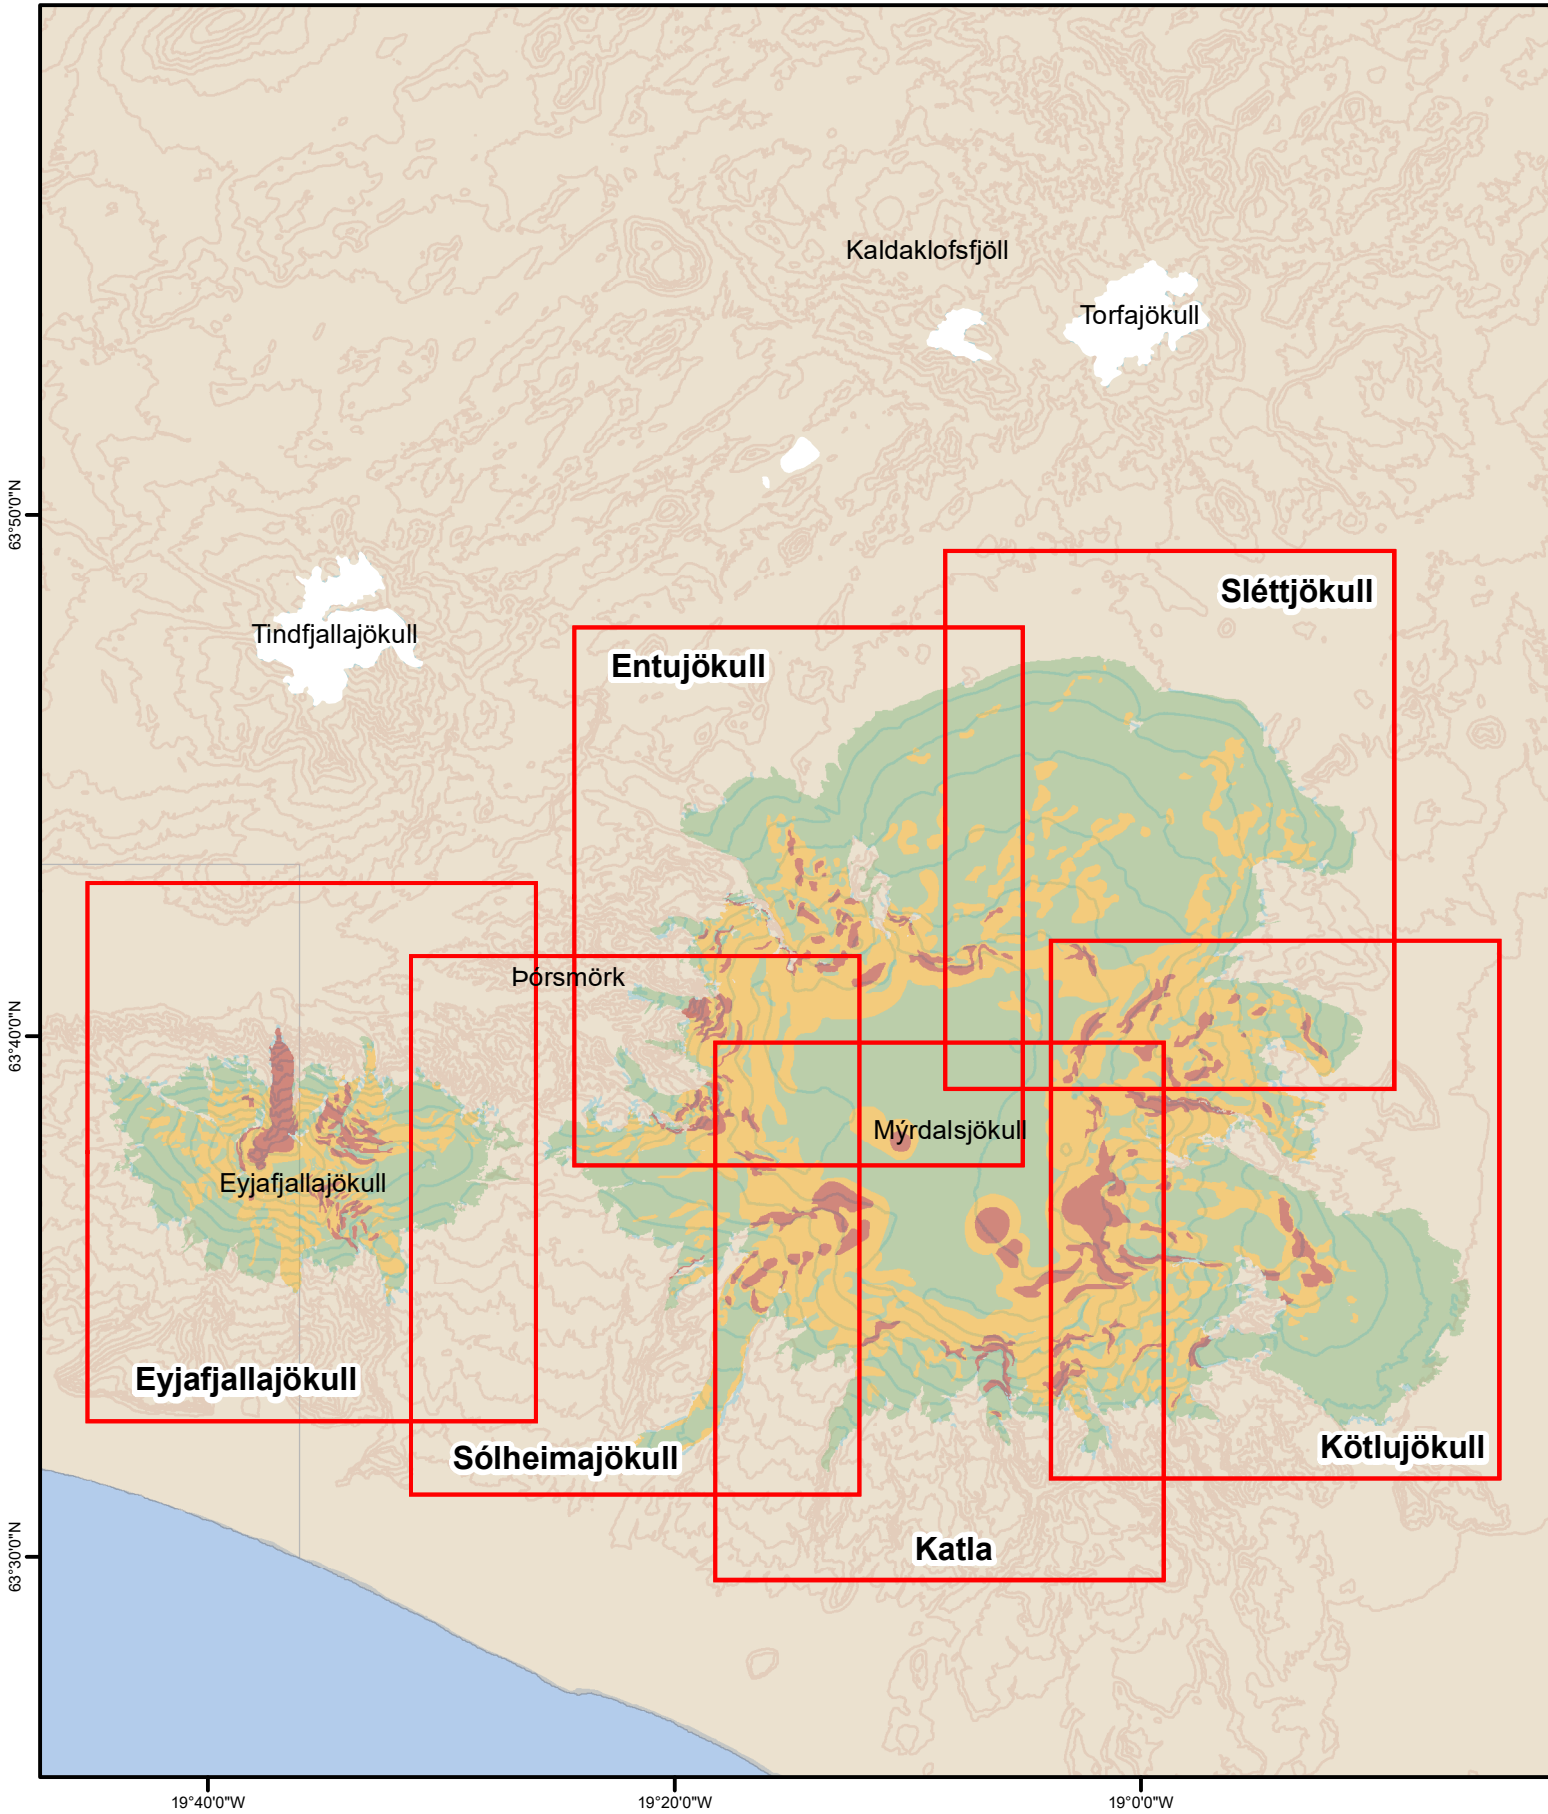 Kaldaklofsfjöll
Torfajökull
63°50'0"N
Sléttjökull
Tindfjallajökull
Entujökull
Þórsmörk
63°40'0"N
Mýrdalsjökull
Eyjafjallajökull
Eyjafjallajökull
Kötlujökull
Sólheimajökull
Katla
63°30'0"N
19°40'0"W
19°20'0"W
19°0'0"W